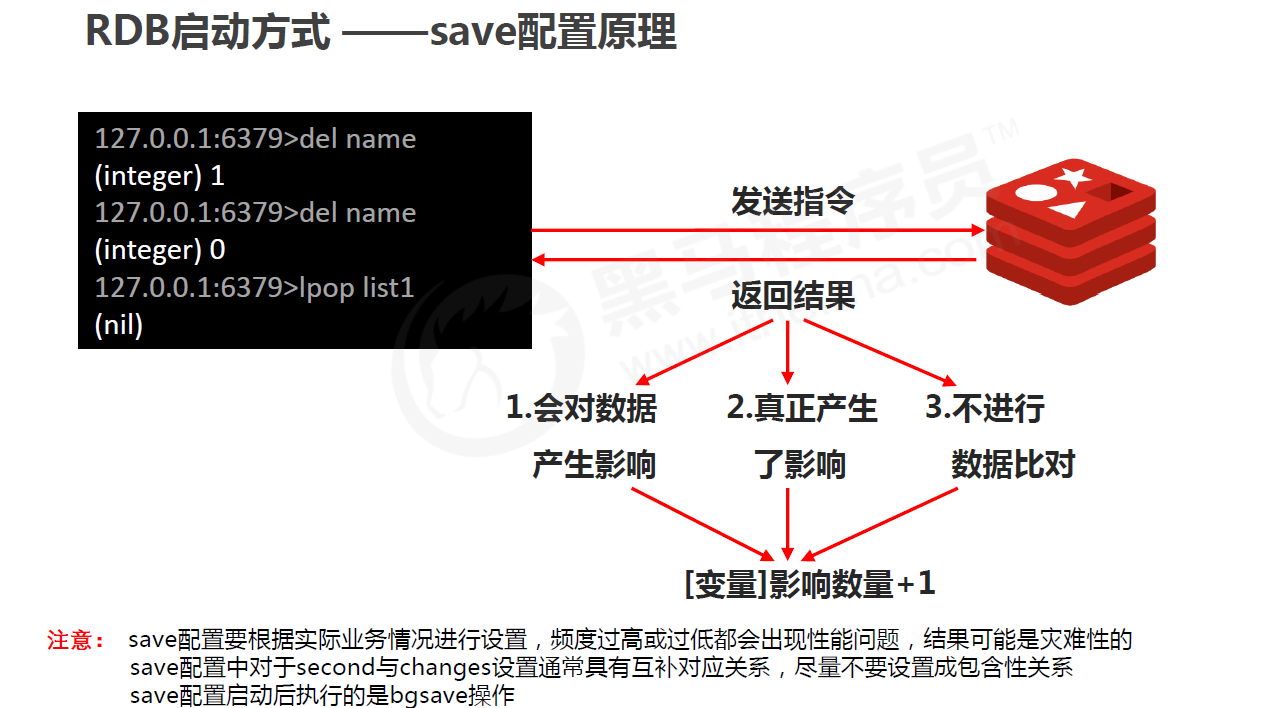 RDB启动方式 ——save配置原理
127.0.0.1:6379>del name
(integer) 1
127.0.0.1:6379>del name
(integer) 0
127.0.0.1:6379>lpop list1
(nil)
发送指令
返回结果
1.会对数据
产生影响
2.真正产生
了影响
3.不进行
数据比对
[变量]影响数量+1
注意： save配置要根据实际业务情况进行设置，频度过高或过低都会出现性能问题，结果可能是灾难性的
save配置中对于second与changes设置通常具有互补对应关系，尽量不要设置成包含性关系
save配置启动后执行的是bgsave操作
黑马程序员™